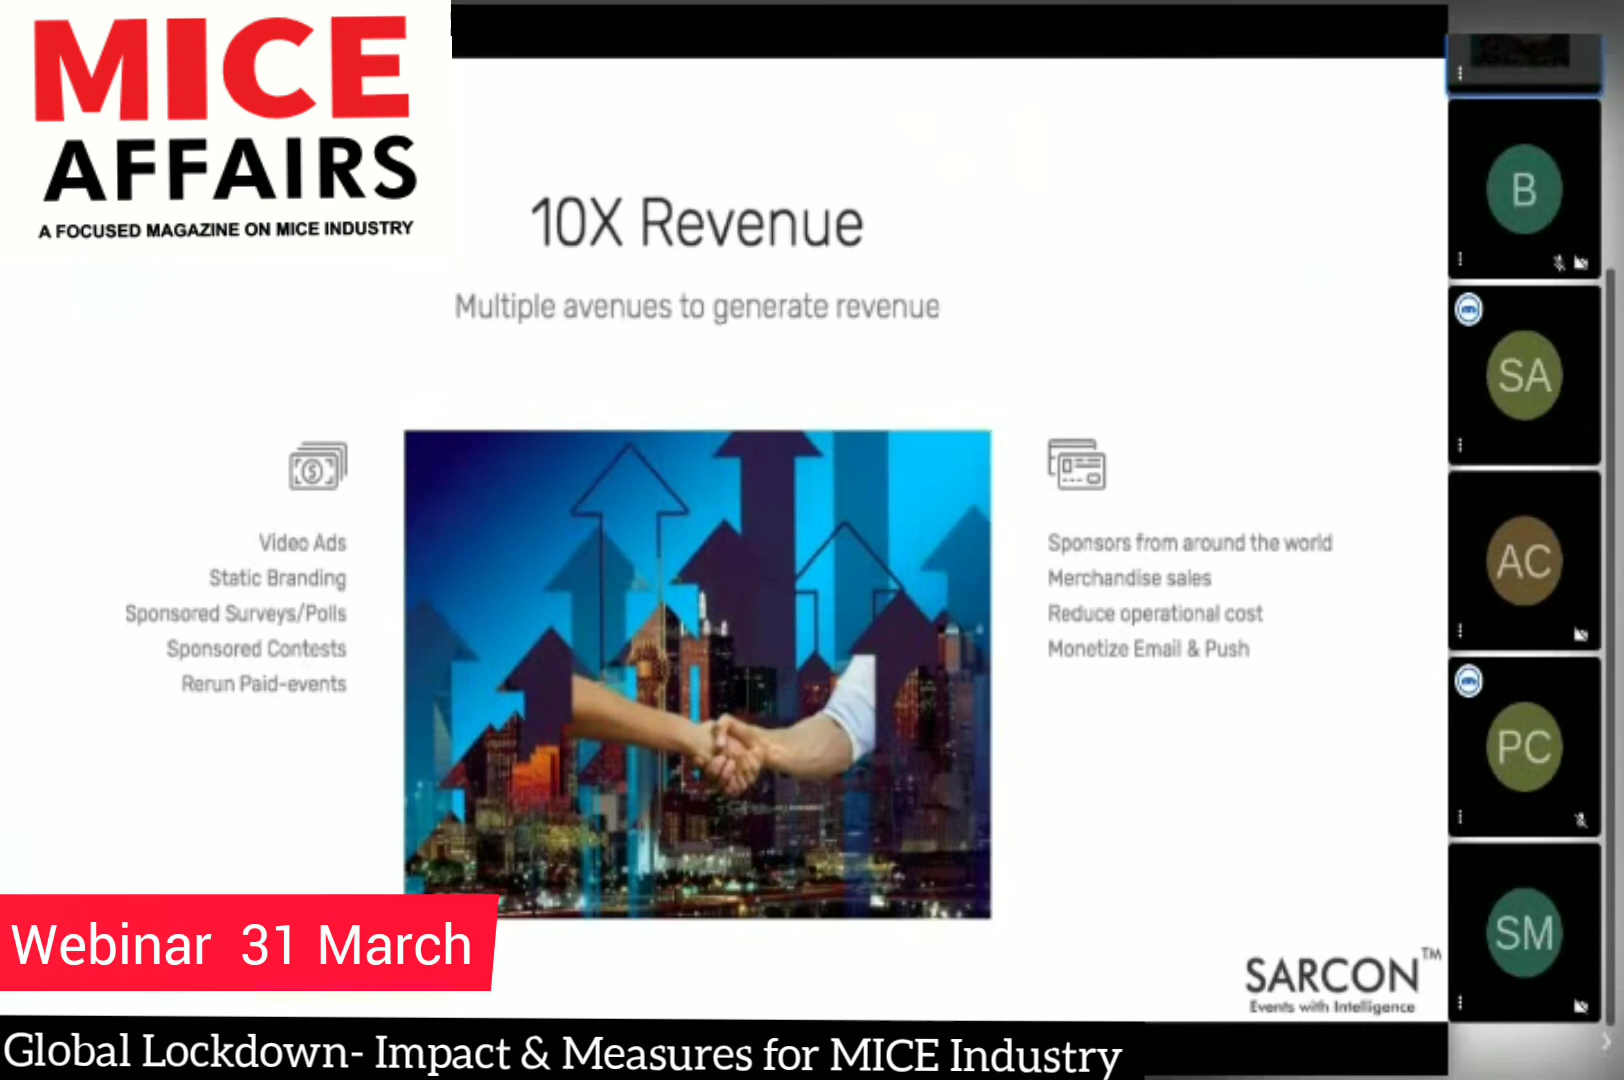 MICE
AFFAIRS
A FOCUSED MAGAZINE ON MICE INDUSTRY
10X Revenue
Multiple avenues to generate revenue
Video Ads
Static Branding
Sponsored Surveys/Polls
Sponsored Contests
Rerun Paid-events
Sponsors from around the world
Merchandise sales
Reduce operational cost
Monetize Email & Push
B
SA
AC
PC
SM
Webinar 31 March
SARCON™
Events with Intelligence
Global Lockdown- Impact & Measures for MICE Industry